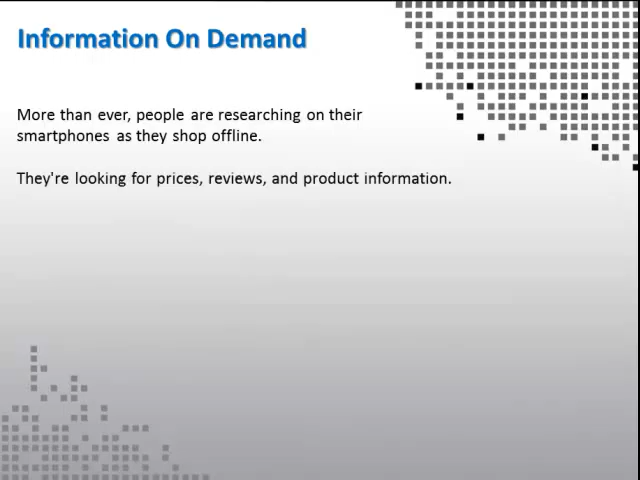 Information On Demand
More than ever, people are researching on their
smartphones as they shop offline.
They're looking for prices, reviews, and product information.